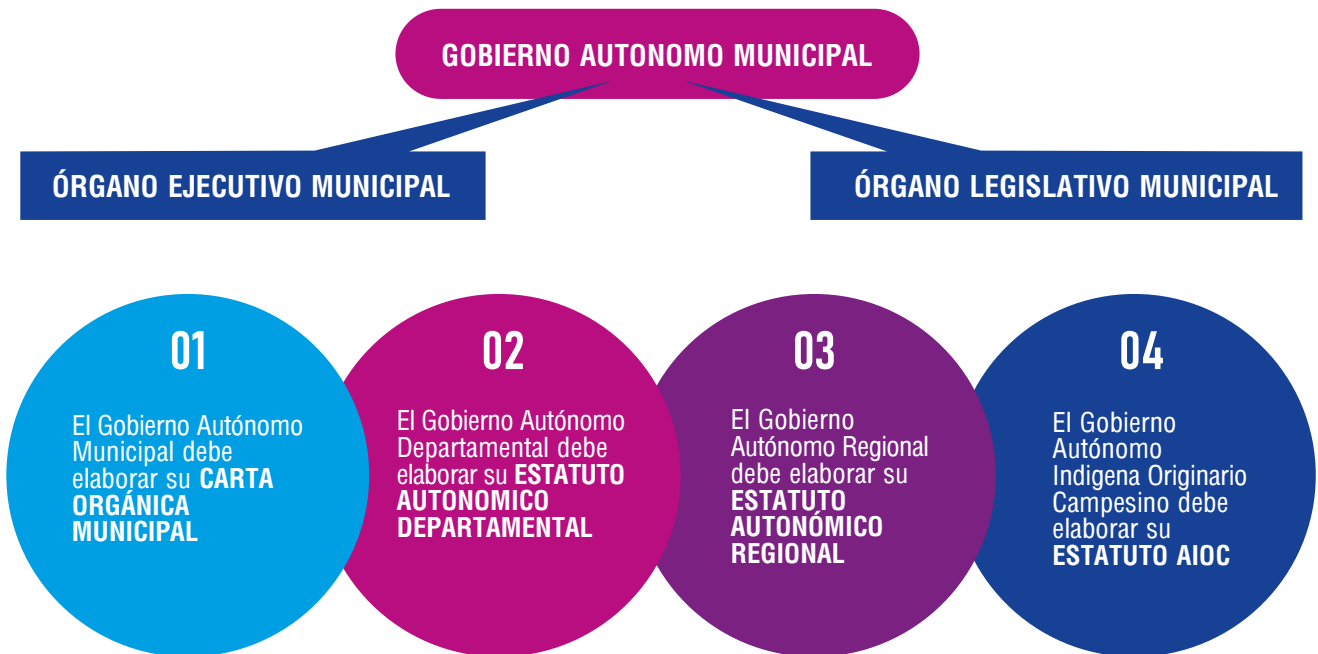 GOBIERNO AUTONOMO MUNICIPAL
ÓRGANO EJECUTIVO MUNICIPAL
ÓRGANO LEGISLATIVO MUNICIPAL
01
El Gobierno Autónomo
Municipal debe
elaborar su CARTA
ORGÁNICA
MUNICIPAL
02
El Gobierno Autónomo
Departamental debe
elaborar su ESTATUTO
AUTONOMICO
DEPARTAMENTAL
03
El Gobierno
Autónomo Regional
debe elaborar su
ESTATUTO
AUTONÓMICO
REGIONAL
04
El Gobierno
Autónomo
Indigena Originario
Campesino debe
elaborar su
ESTATUTO AIOC